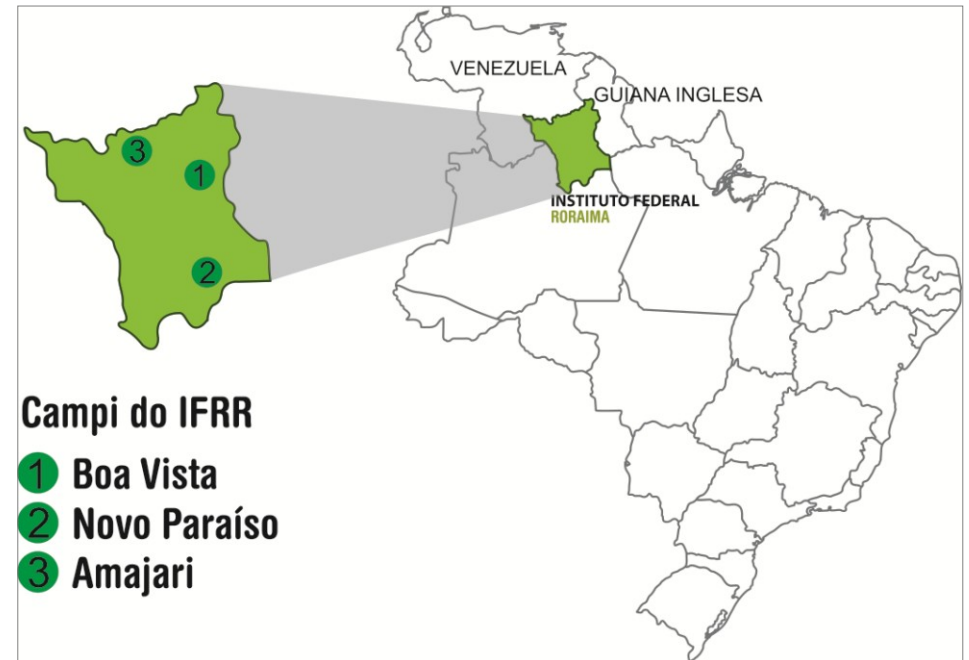 VENEZUELA
GUIANA INGLESA
INSTITUTO FEDERAL
RORAIMA
3
1
2
Campi do IFRR
1 Boa Vista
2 Novo Paraíso
3 Amajari